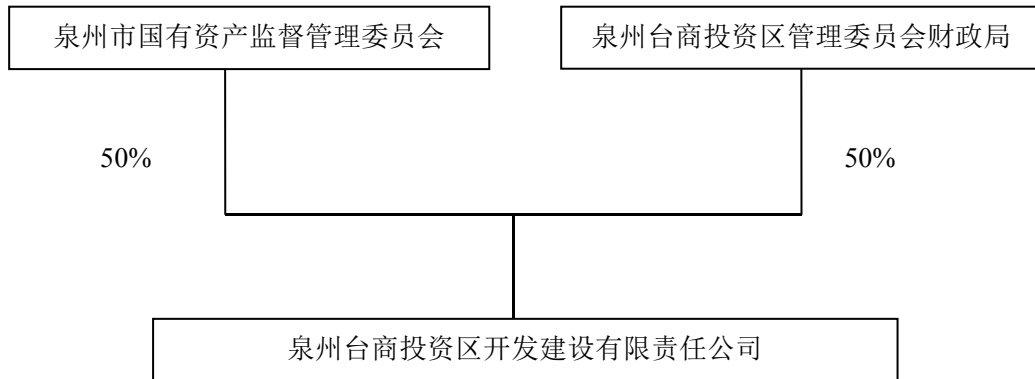 泉州市国有资产监督管理委员会
泉州台商投资区管理委员会财政局
50%
50%
泉州台商投资区开发建设有限责任公司